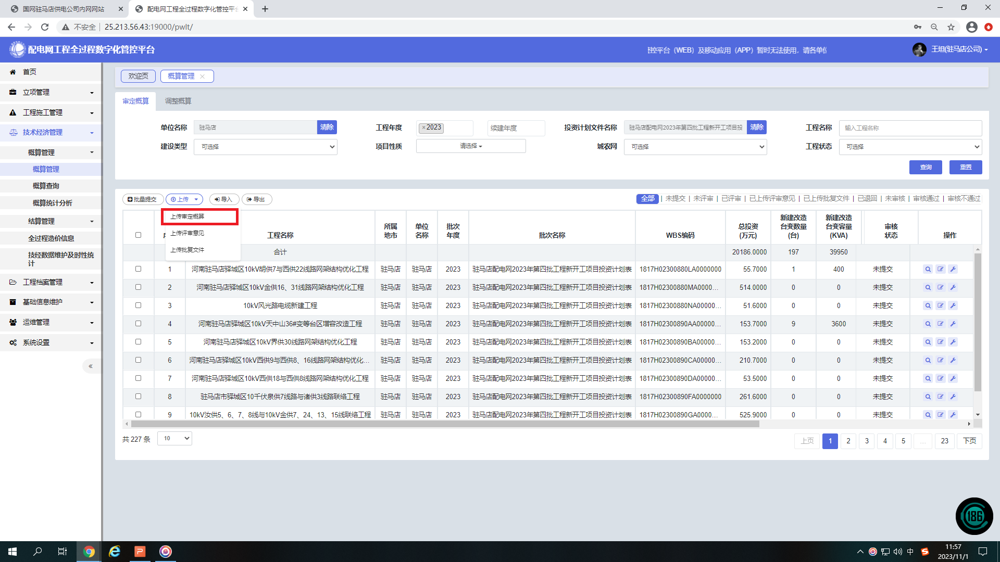 国网驻马店供电公司内网网站
配电网工程全过程数字化管控平台
不安全
25.213.56.43:19000/pwlt/
配电网工程全过程数字化管控平台
管控平台（WEB）及移动应用（APP）暂时无法使用，请各单位
王坦(驻马店公司)
首页
立项管理
工程施工管理
技术经济管理
概算管理
概算管理
概算查询
概算统计分析
结算管理
全过程造价信息
技经数据维护及时性统
计
工程档案管理
基础信息维护
运维管理
系统设置
«
欢迎页
概算管理
审定概算
调整概算
单位名称 驻马店 清除
工程年度 ×2023 续建年度
投资计划文件名称 驻马店配电网2023年第四批工程新开工项目投 清除
工程名称 输入工程名称
建设类型 可选择
项目性质 请选择
城农网 可选择
工程状态 可选择
查询 重置
批量提交 上传 导入 导出
全部 | 未提交 | 未评审 | 已评审 | 已上传评审意见 | 已上传批复文件 | 已退回 | 未审核 | 审核通过 | 审核不通过
上传审定概算
上传评审意见
上传批复文件
工程名称 所属地市 单位名称 批次年度 批次名称 WBS编码 总投资(万元) 新建改造台变数量(台) 新建改造台变容量(KVA) 审核状态 操作
合计 20186.0000 197 39950
1 河南驻马店驿城区10kV胡供7与西供22线路网架结构优化工程 驻马店 驻马店 2023 驻马店配电网2023年第四批工程新开工项目投资计划表 1817H02300880LA0000000 55.7000 1 400 未提交
2 河南驻马店驿城区10kV金供16、31线路网架结构优化工程 驻马店 驻马店 2023 驻马店配电网2023年第四批工程新开工项目投资计划表 1817H02300880MA0000... 514.0000 0 0 未提交
3 10kV风光路电缆新建工程 驻马店 驻马店 2023 驻马店配电网2023年第四批工程新开工项目投资计划表 1817H02300880NA00000... 51.6000 0 0 未提交
4 河南驻马店驿城区10kV天中山36#变等台区增容改造工程 驻马店 驻马店 2023 驻马店配电网2023年第四批工程新开工项目投资计划表 1817H02300890AA00000... 153.7000 9 3600 未提交
5 河南驻马店驿城区10kV界供30线路网架结构优化工程 驻马店 驻马店 2023 驻马店配电网2023年第四批工程新开工项目投资计划表 1817H02300890BA00000... 153.2000 0 0 未提交
6 河南驻马店驿城区10kV西供9与西供8、16线路网架结构优化... 驻马店 驻马店 2023 驻马店配电网2023年第四批工程新开工项目投资计划表 1817H02300890CA00000... 210.7000 0 0 未提交
7 河南驻马店驿城区10kV西供18与西供8线路网架结构优化工程 驻马店 驻马店 2023 驻马店配电网2023年第四批工程新开工项目投资计划表 1817H02300890DA00000... 53.5000 0 0 未提交
8 驻马店市驿城区10千伏泉供7线路与诸供3线路联络工程 驻马店 驻马店 2023 驻马店配电网2023年第四批工程新开工项目投资计划表 1817H02300890FA0000000 261.6000 0 0 未提交
9 10kV汝供5、6、7、8线与10kV金供7、24、13、15线联络工程 驻马店 驻马店 2023 驻马店配电网2023年第四批工程新开工项目投资计划表 1817H02300890GA0000... 525.9000 0 0 未提交
共 227 条 10
上页 1 2 3 4 5 ... 23 下页
186
中
11:57
2023/11/1